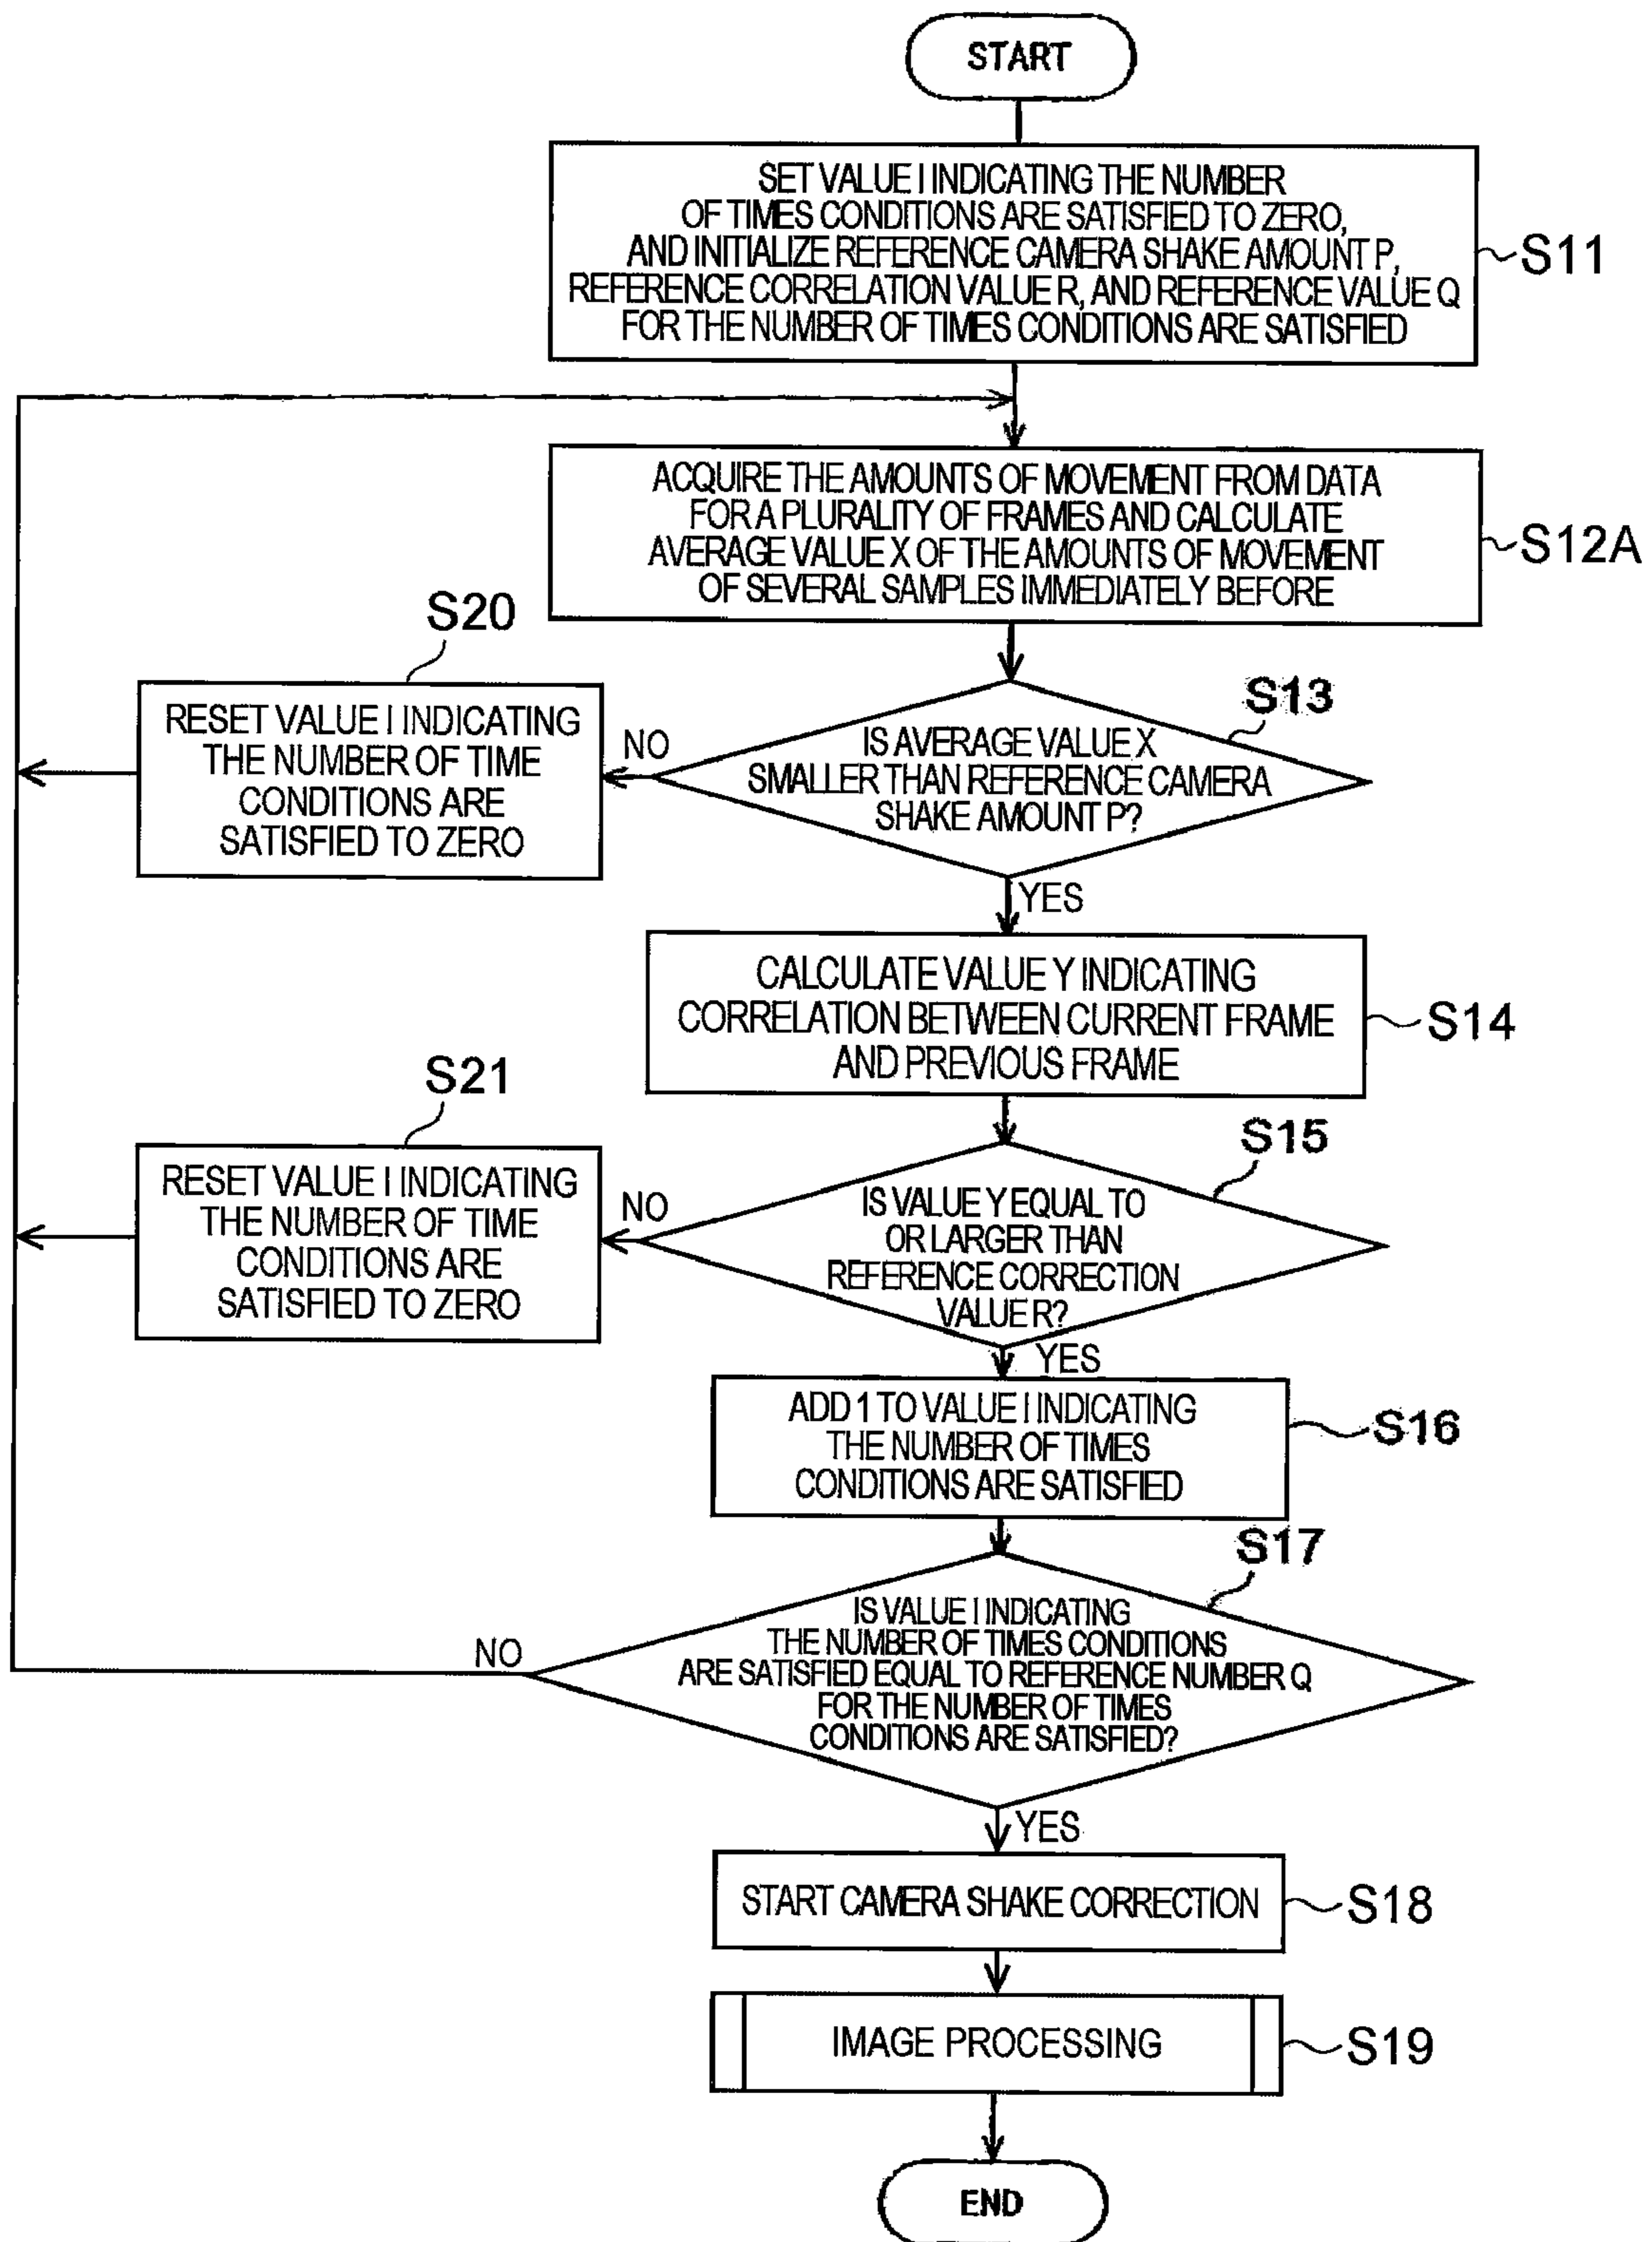 START
SET VALUE I INDICATING THE NUMBER
OF TIMES CONDITIONS ARE SATISFIED TO ZERO,
AND INITIALIZE REFERENCE CAMERA SHAKE AMOUNT P,
REFERENCE CORRELATION VALUE R, AND REFERENCE VALUE Q
FOR THE NUMBER OF TIMES CONDITIONS ARE SATISFIED
S11
ACQUIRE THE AMOUNTS OF MOVEMENT FROM DATA
FOR A PLURALITY OF FRAMES AND CALCULATE
AVERAGE VALUE X OF THE AMOUNTS OF MOVEMENT
OF SEVERAL SAMPLES IMMEDIATELY BEFORE
S12A
S20
RESET VALUE I INDICATING
THE NUMBER OF TIME
CONDITIONS ARE
SATISFIED TO ZERO
NO
S13
IS AVERAGE VALUE X
SMALLER THAN REFERENCE CAMERA
SHAKE AMOUNT P?
YES
CALCULATE VALUE Y INDICATING
CORRELATION BETWEEN CURRENT FRAME
AND PREVIOUS FRAME
S14
S21
RESET VALUE I INDICATING
THE NUMBER OF TIME
CONDITIONS ARE
SATISFIED TO ZERO
NO
S15
IS VALUE Y EQUAL TO
OR LARGER THAN
REFERENCE CORRECTION
VALUE R?
YES
ADD 1 TO VALUE I INDICATING
THE NUMBER OF TIMES
CONDITIONS ARE SATISFIED
S16
S17
IS VALUE I INDICATING
THE NUMBER OF TIMES CONDITIONS
ARE SATISFIED EQUAL TO REFERENCE NUMBER Q
FOR THE NUMBER OF TIMES
CONDITIONS ARE SATISFIED?
NO
YES
START CAMERA SHAKE CORRECTION
S18
IMAGE PROCESSING
S19
END